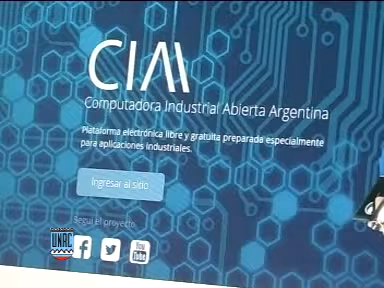 CIAA
Computadora Industrial Abierta Argentina
Plataforma electrónica libre y gratuita preparada especialmente
para aplicaciones industriales.
Ingresar al sitio
Seguí el proyecto
UNRC
You
Tube